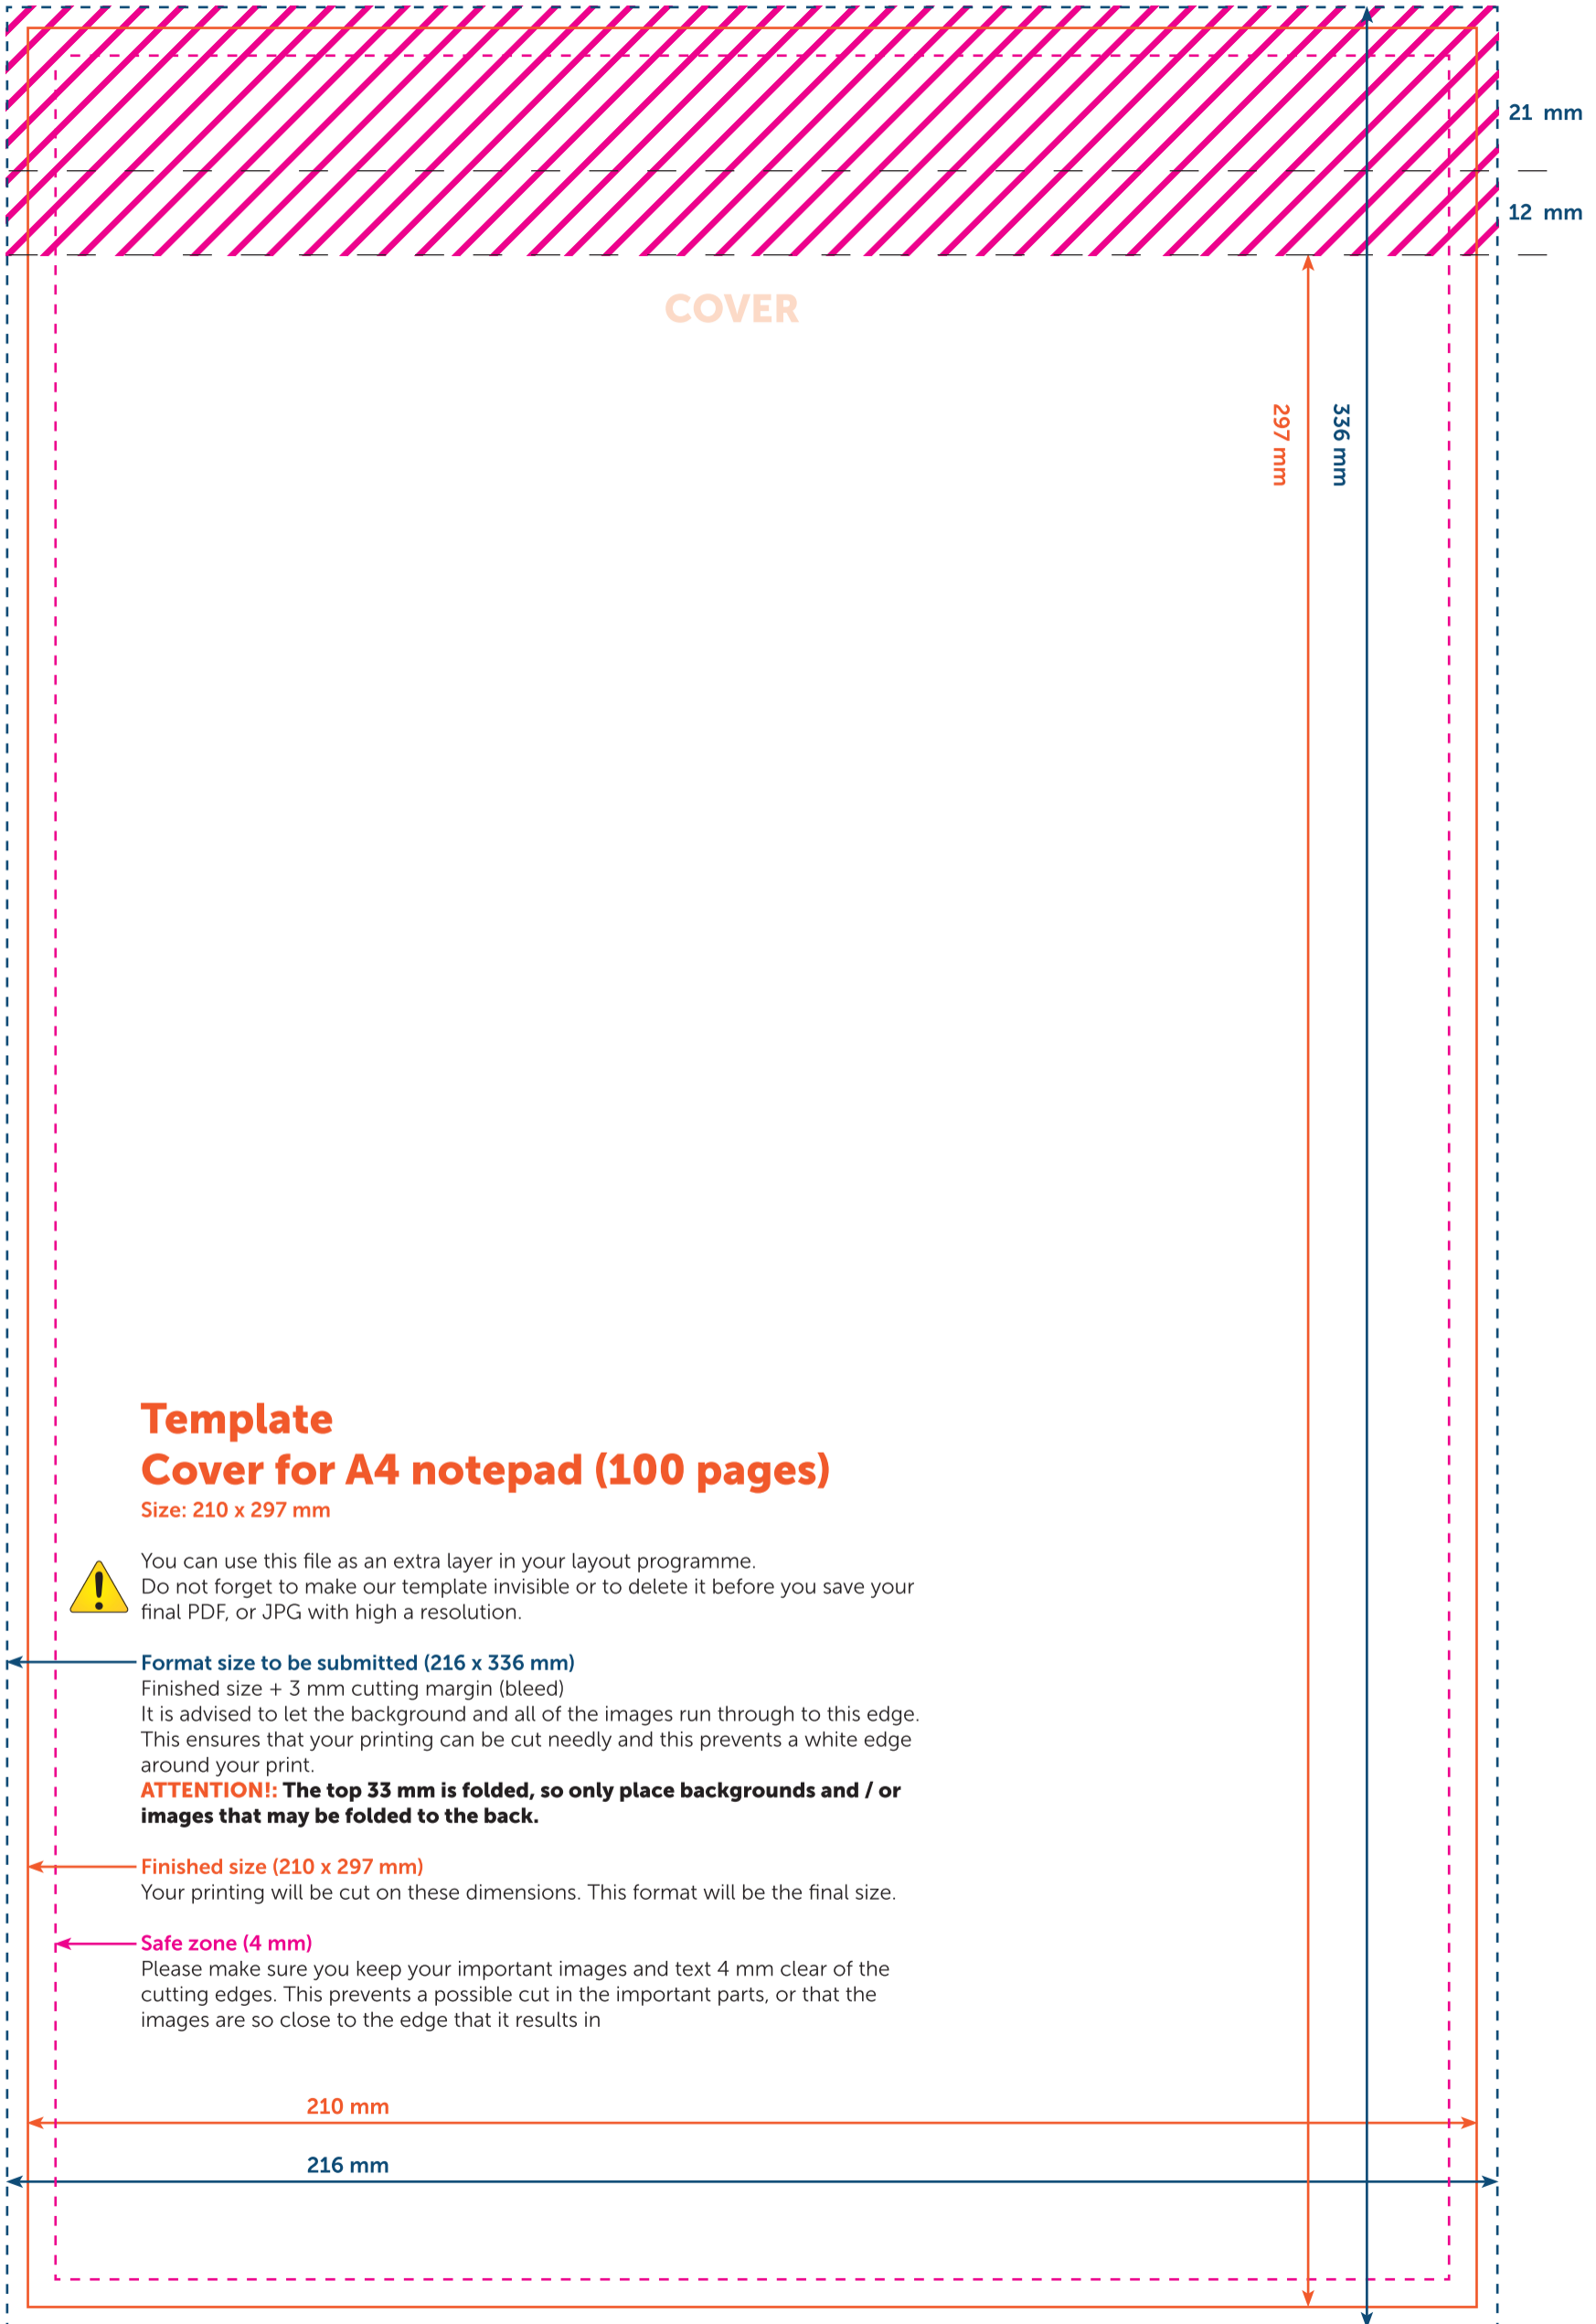 21 mm
12 mm
COVER
297 mm
336 mm
Template
Cover for A4 notepad (100 pages)
Size: 210 x 297 mm
You can use this file as an extra layer in your layout programme.
Do not forget to make our template invisible or to delete it before you save your
final PDF, or JPG with high a resolution.
Format size to be submitted (216 x 336 mm)
Finished size + 3 mm cutting margin (bleed)
It is advised to let the background and all of the images run through to this edge.
This ensures that your printing can be cut needly and this prevents a white edge
around your print.
ATTENTION!: The top 33 mm is folded, so only place backgrounds and / or
images that may be folded to the back.
Finished size (210 x 297 mm)
Your printing will be cut on these dimensions. This format will be the final size.
Safe zone (4 mm)
Please make sure you keep your important images and text 4 mm clear of the
cutting edges. This prevents a possible cut in the important parts, or that the
images are so close to the edge that it results in
210 mm
216 mm